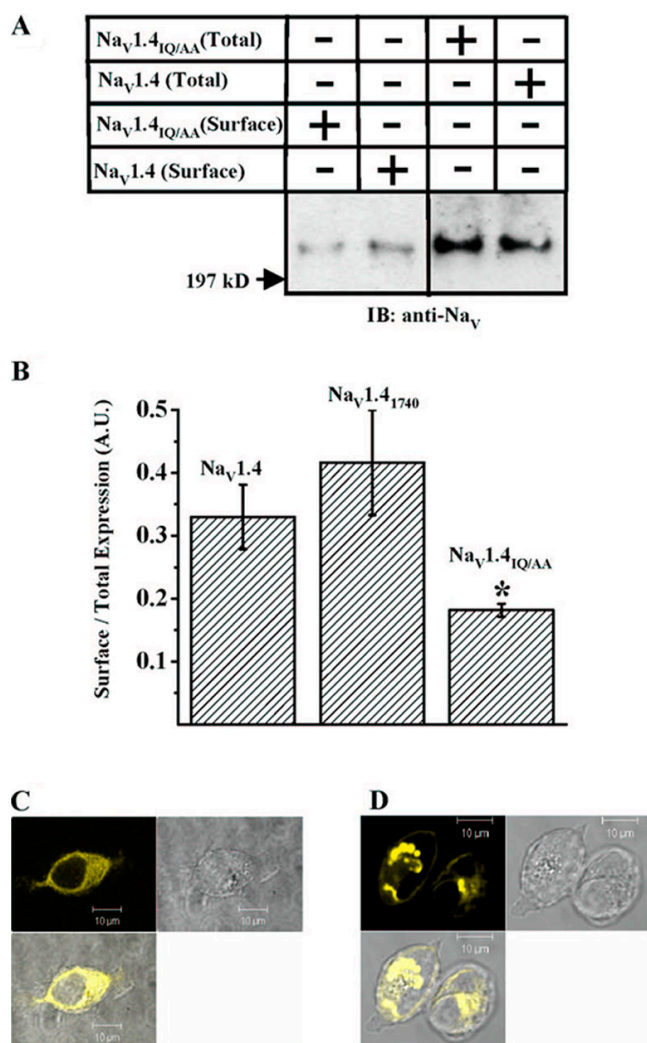 A
NaV1.4IQ/AA(Total) - - + -
NaV1.4 (Total) - - - +
NaV1.4IQ/AA(Surface) + - - -
NaV1.4 (Surface) - + - -
197 kD
IB: anti-NaV
B
Surface / Total Expression (A.U.)
0.5
0.4
0.3
0.2
0.1
NaV1.4
NaV1.41740
NaV1.4IQ/AA
*
C
10 µm
10 µm
10 µm
D
10 µm
10 µm
10 µm